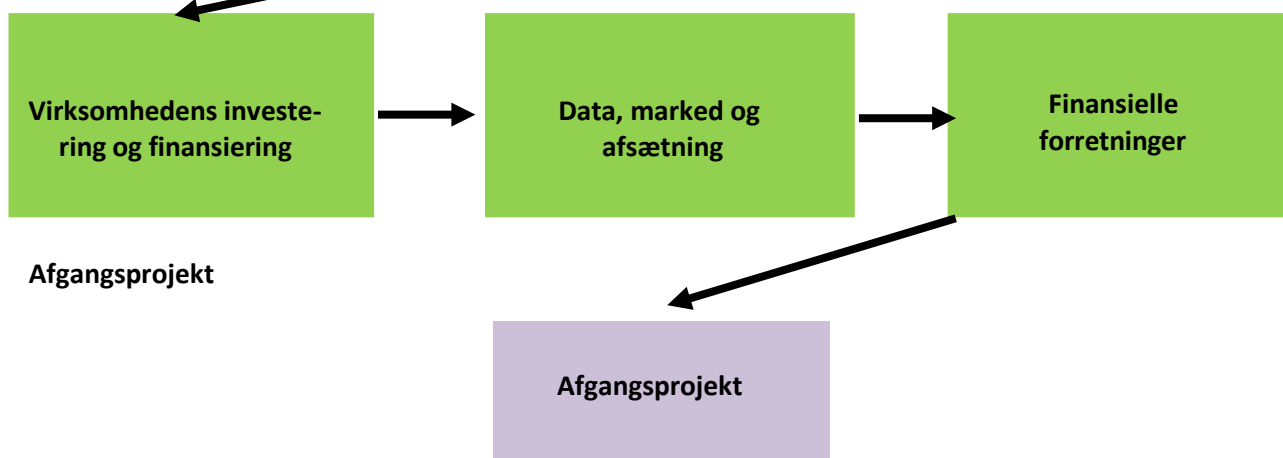 Virksomhedens investe-
ring og finansiering
Data, marked og
afsætning
Finansielle
forretninger
Afgangsprojekt
Afgangsprojekt